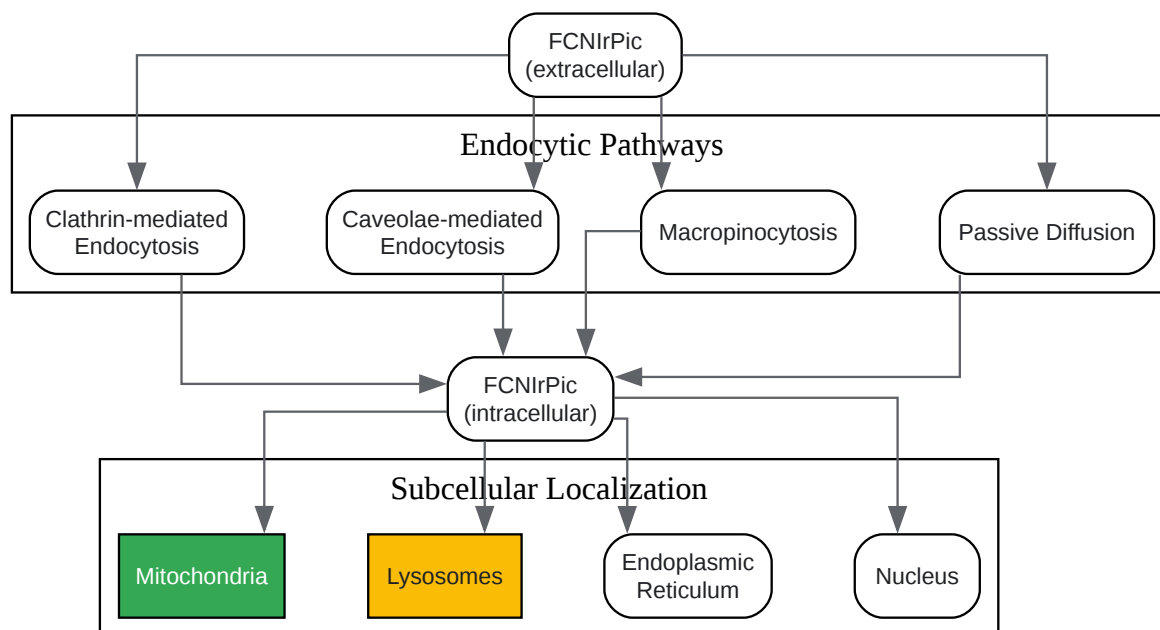 FCNIrPic
(extracellular)
Endocytic Pathways
Clathrin-mediated
Endocytosis
Caveolae-mediated
Endocytosis
Macropinocytosis
Passive Diffusion
FCNIrPic
(intracellular)
Subcellular Localization
Mitochondria
Lysosomes
Endoplasmic
Reticulum
Nucleus